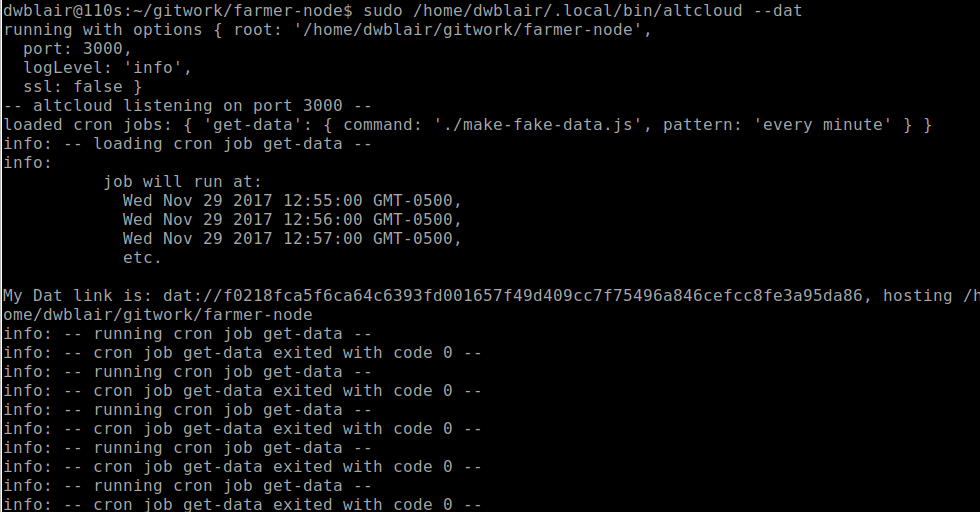 dwblair@110s:~/gitwork/farmer-node$ sudo /home/dwblair/.local/bin/altcloud --dat
running with options { root: '/home/dwblair/gitwork/farmer-node',
  port: 3000,
  logLevel: 'info',
  ssl: false }
-- altcloud listening on port 3000 --
loaded cron jobs: { 'get-data': { command: './make-fake-data.js', pattern: 'every minute' } }
info: -- loading cron job get-data --
info:
          job will run at:
            Wed Nov 29 2017 12:55:00 GMT-0500,
            Wed Nov 29 2017 12:56:00 GMT-0500,
            Wed Nov 29 2017 12:57:00 GMT-0500,
            etc.

My Dat link is: dat://f0218fca5f6ca64c6393fd001657f49d409cc7f75496a846cefcc8fe3a95da86, hosting /h
ome/dwblair/gitwork/farmer-node
info: -- running cron job get-data --
info: -- cron job get-data exited with code 0 --
info: -- running cron job get-data --
info: -- cron job get-data exited with code 0 --
info: -- running cron job get-data --
info: -- cron job get-data exited with code 0 --
info: -- running cron job get-data --
info: -- cron job get-data exited with code 0 --
info: -- running cron job get-data --
info: -- cron job get-data exited with code 0 --